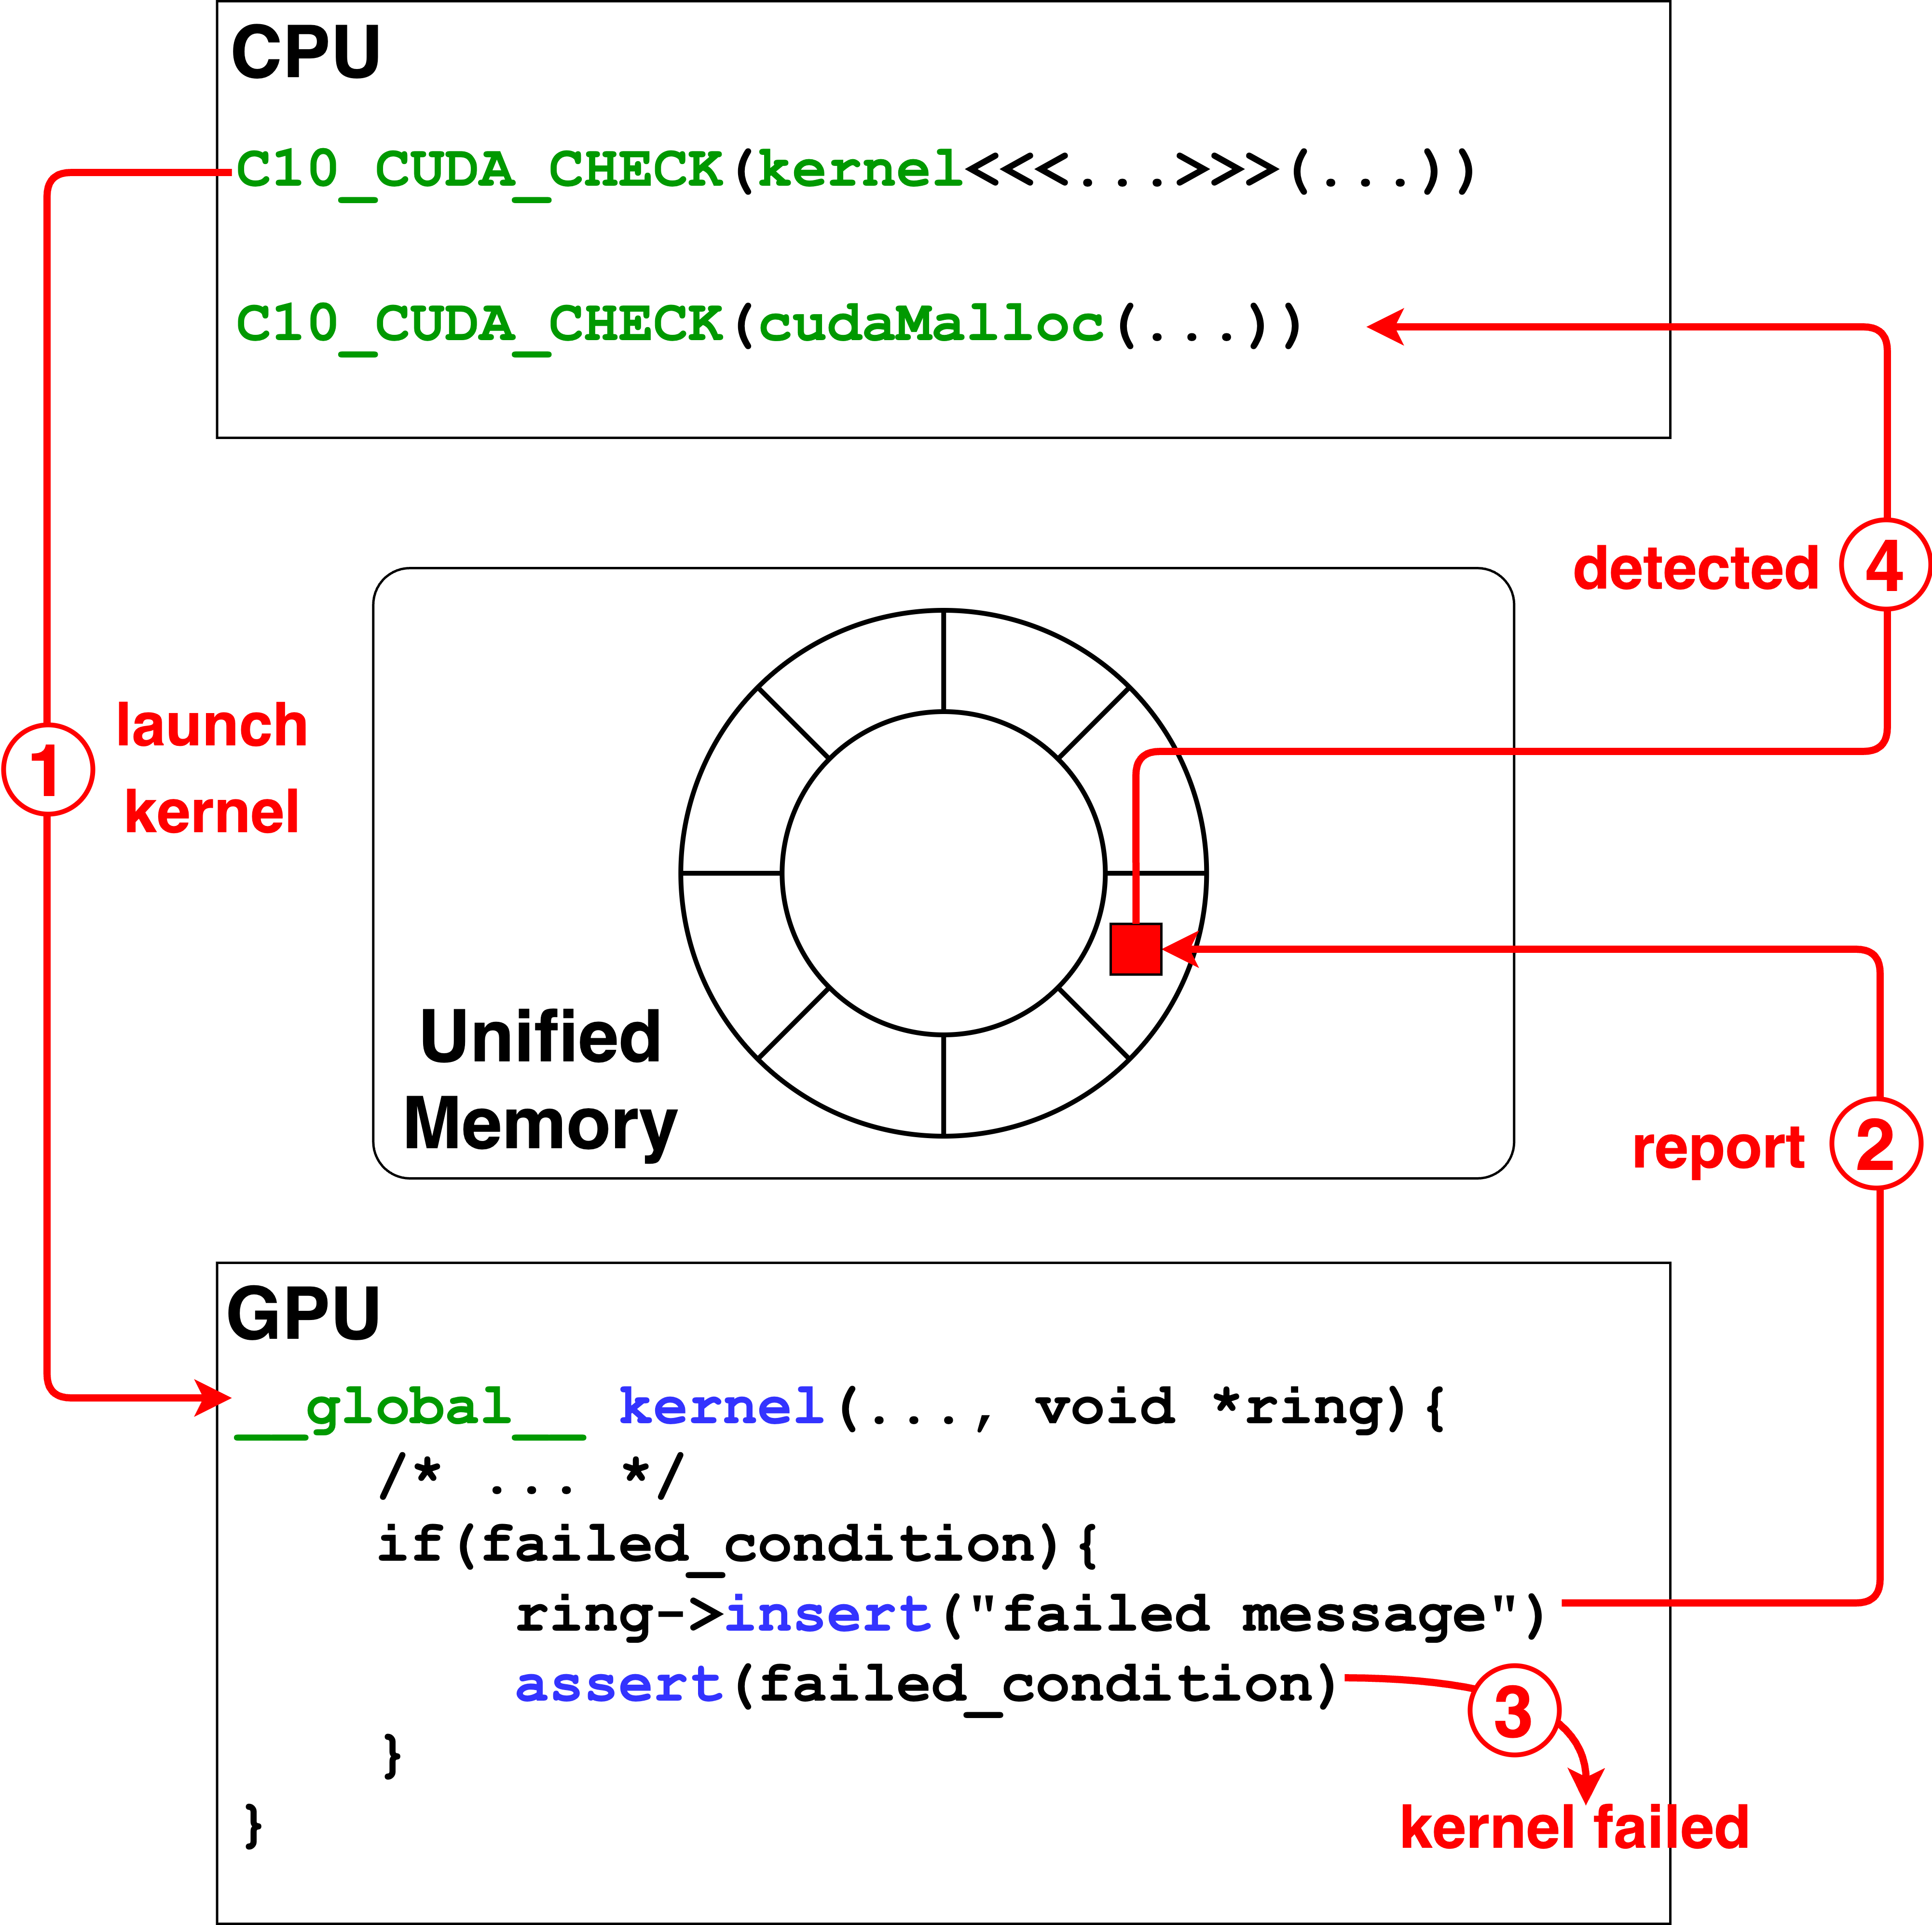 CPU
C10_CUDA_CHECK(kernel<<<...>>>(...))
C10_CUDA_CHECK(cudaMalloc(...))
detected
4
launch
kernel
1
Unified
Memory
report
2
GPU
__global__ kernel(..., void *ring){
/* ... */
if(failed_condition){
ring->insert("failed message")
assert(failed_condition)
3
}
kernel failed
}